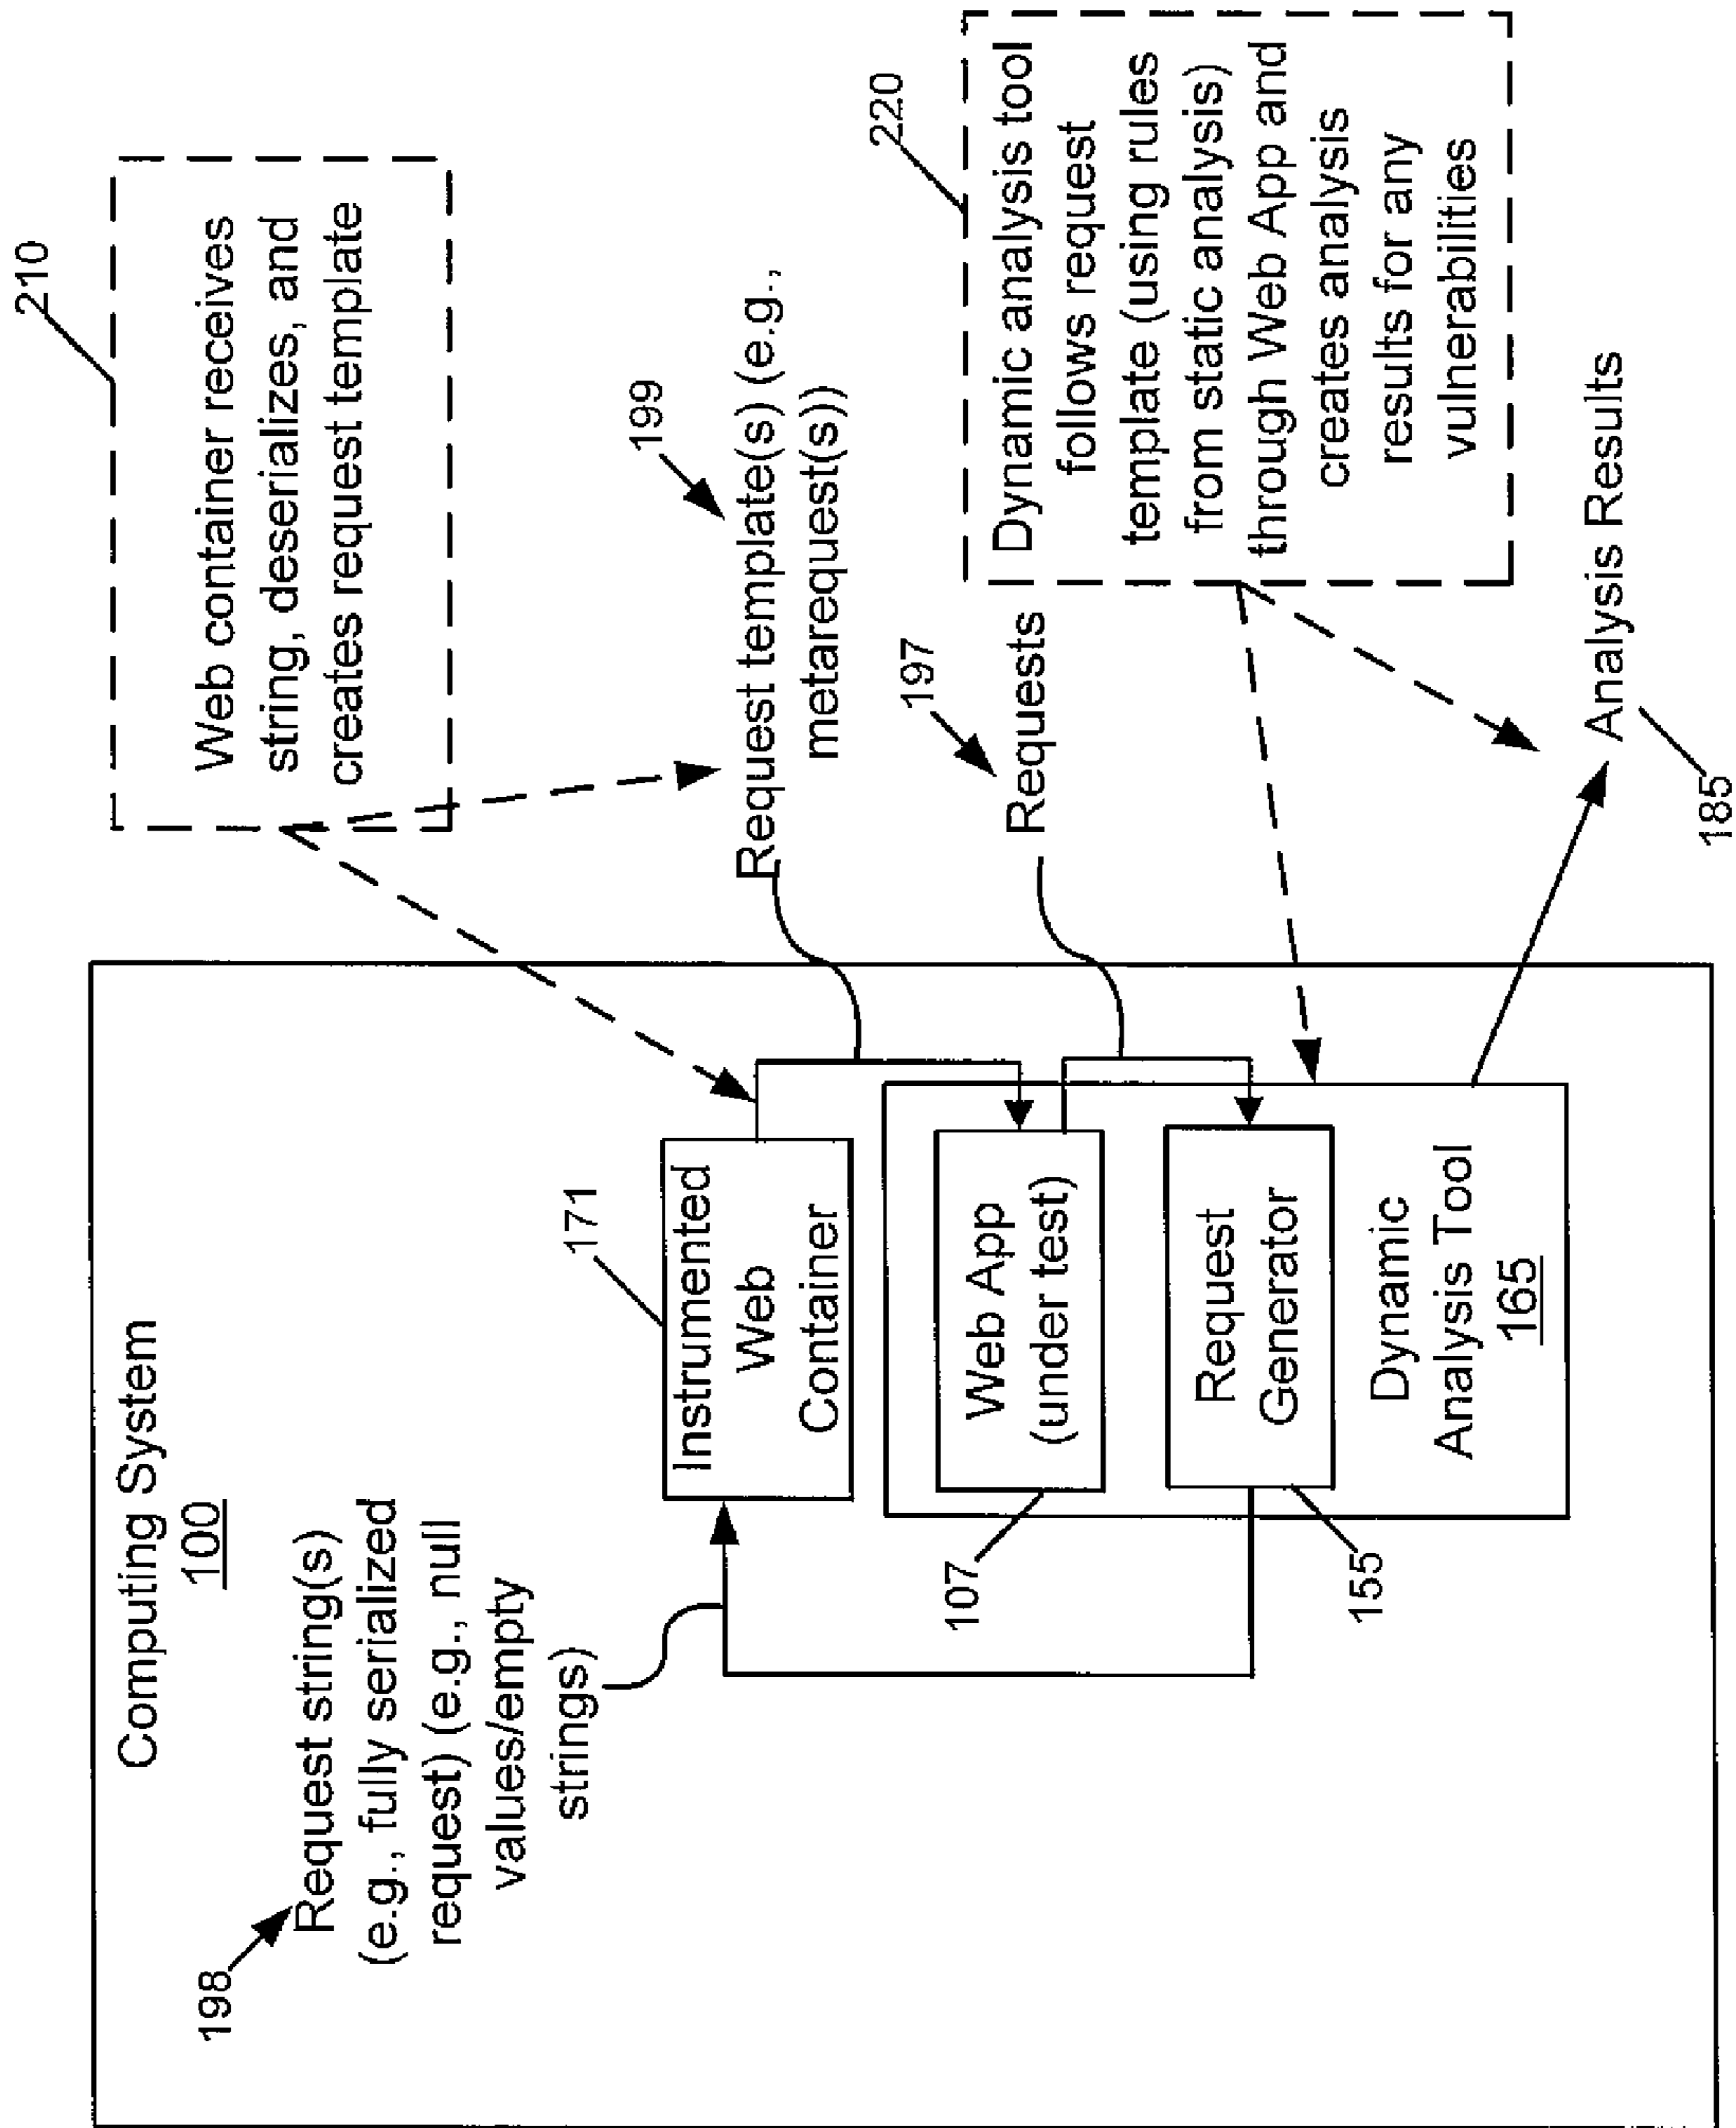 Computing System
100
198
Request string(s)
(e.g., fully serialized
request) (e.g., null
values/empty
strings)
171
Instrumented
Web
Container
107
Web App
(under test)
155
Request
Generator
Dynamic
Analysis Tool
165
210
Web container receives
string, deserializes, and
creates request template
199
Request template(s) (e.g.,
metarequest(s))
197
Requests
220
Dynamic analysis tool
follows request
template (using rules
from static analysis)
through Web App and
creates analysis
results for any
vulnerabilities
Analysis Results
185